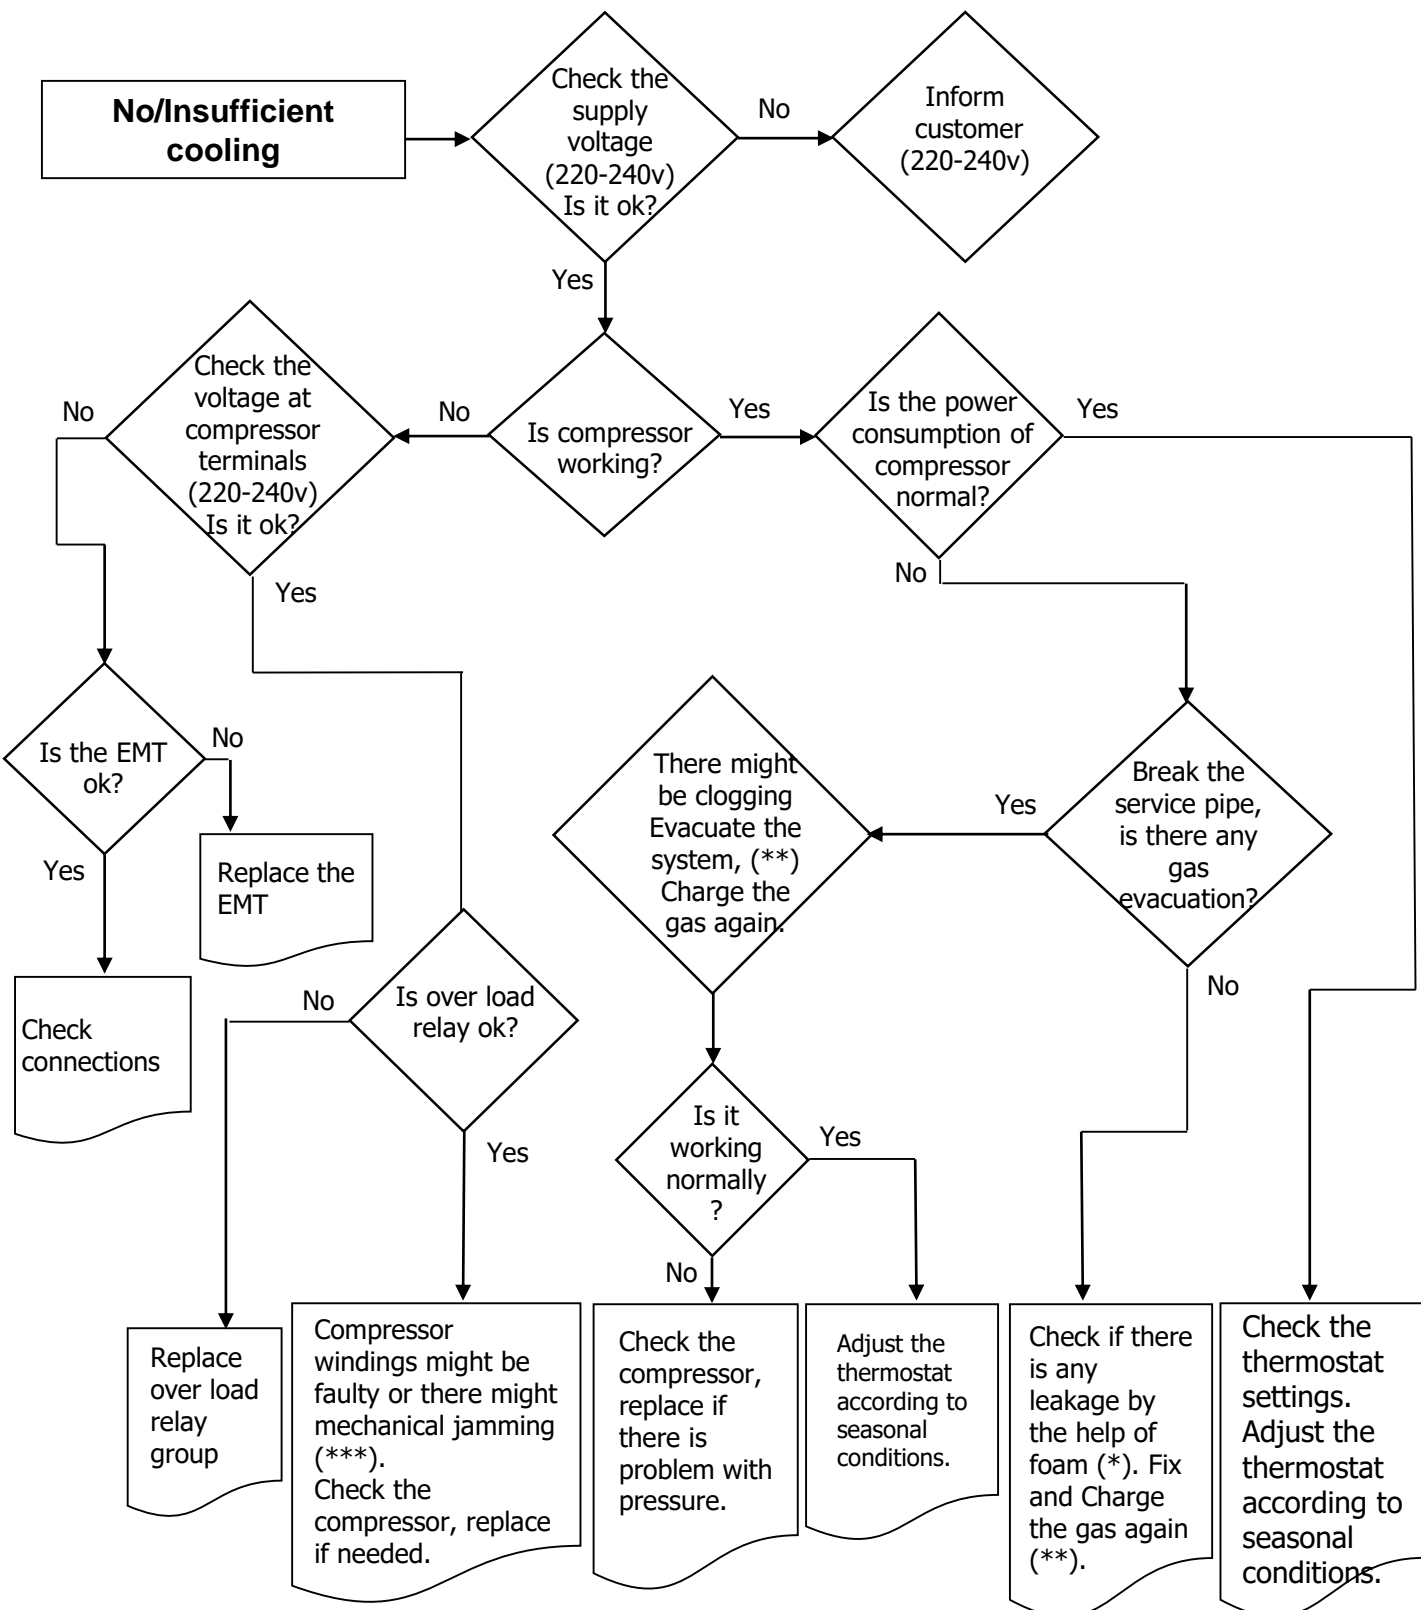 No/Insufficient
cooling
Check the
supply
voltage
(220-240v)
Is it ok?
No
Inform
customer
(220-240v)
Yes
Check the
voltage at
compressor
terminals
(220-240v)
Is it ok?
No
No
Is compressor
working?
Yes
Is the power
consumption of
compressor
normal?
Yes
No
Yes
Is the EMT
ok?
No
Yes
Replace the
EMT
Check
connections
There might
be clogging
Evacuate the
system, (**)
Charge the
gas again.
Yes
Break the
service pipe,
is there any
gas
evacuation?
No
No
Is over load
relay ok?
Yes
Is it
working
normally
?
Yes
No
Replace
over load
relay
group
Compressor
windings might be
faulty or there might
mechanical jamming
(***).
Check the
compressor, replace
if needed.
Check the
compressor,
replace if
there is
problem with
pressure.
Adjust the
thermostat
according to
seasonal
conditions.
Check if there
is any
leakage by
the help of
foam (*). Fix
and Charge
the gas again
(**).
Check the
thermostat
settings.
Adjust the
thermostat
according to
seasonal
conditions.